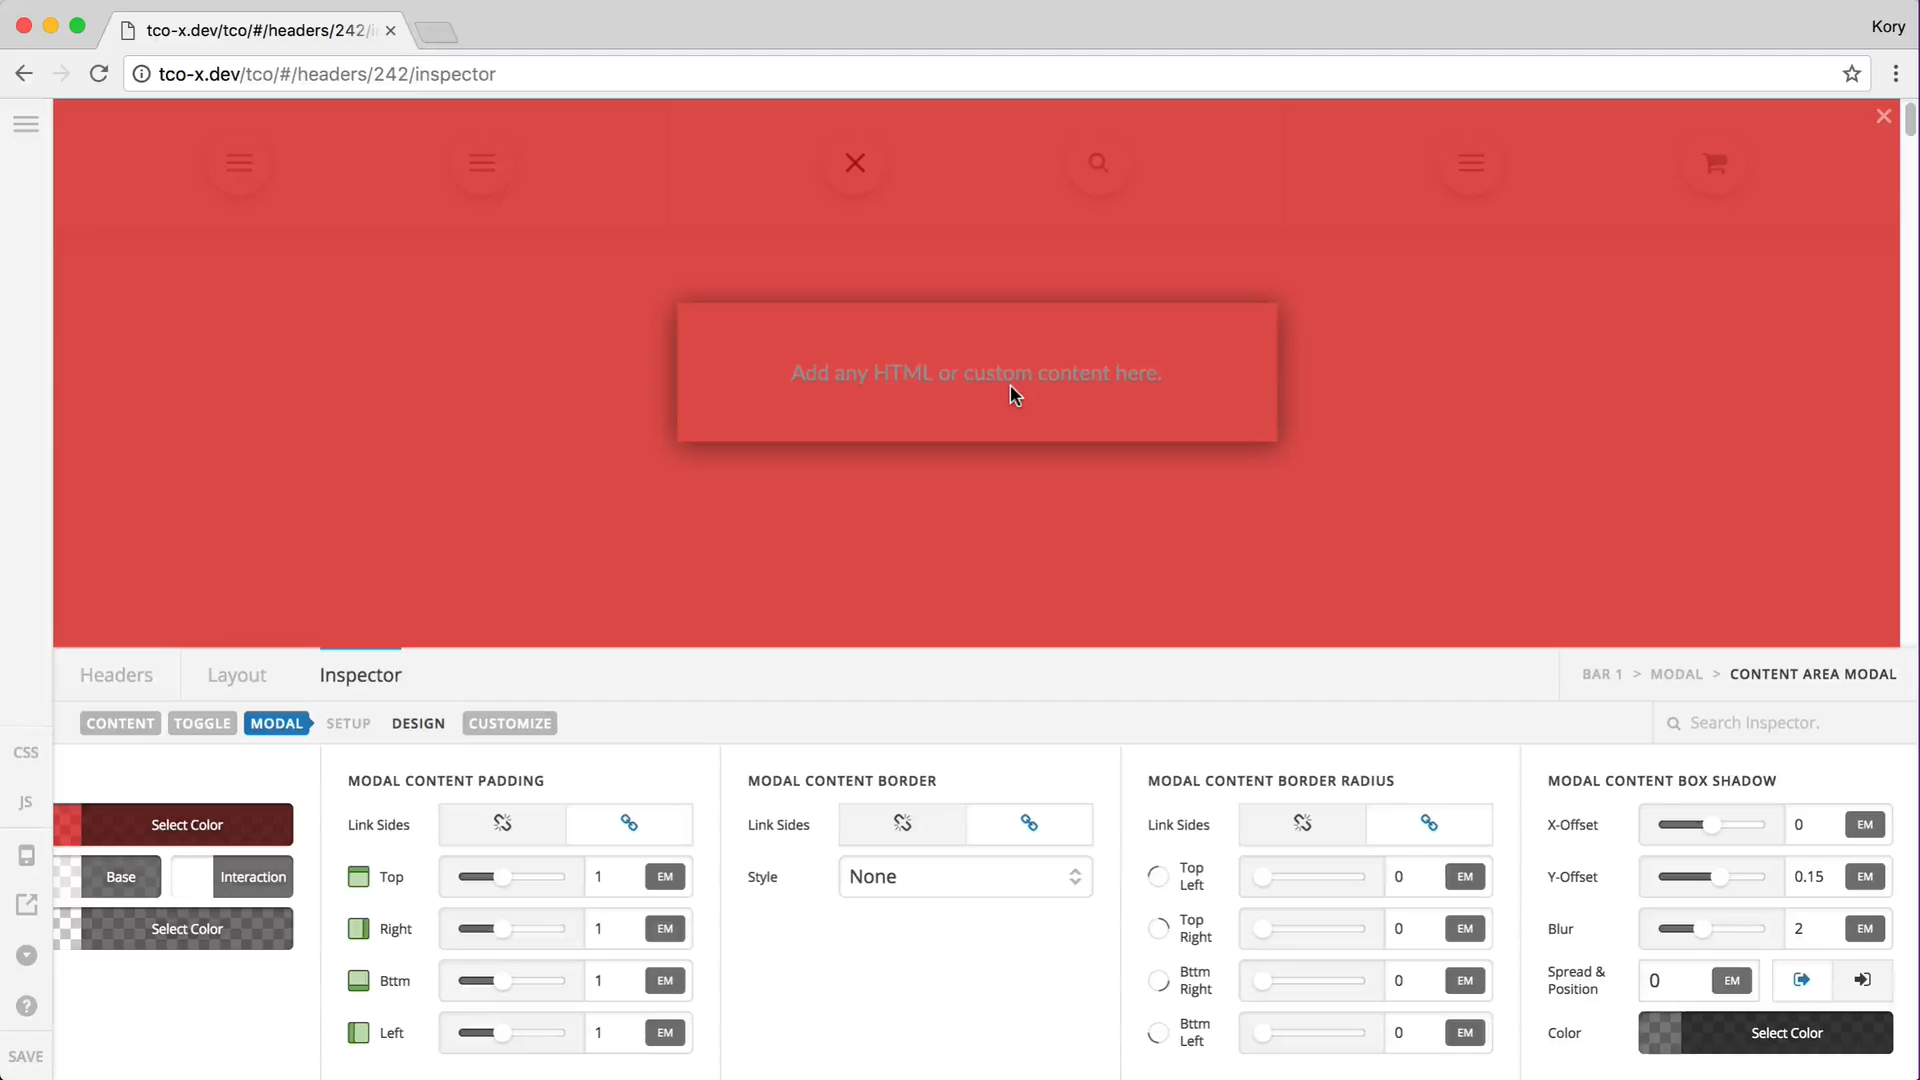 tco-x.dev/tco/#/headers/242/i
Kory
tco-x.dev/tco/#/headers/242/inspector
Add any HTML or custom content here.
Headers
Layout
Inspector
BAR 1 > MODAL > CONTENT AREA MODAL
CONTENT
TOGGLE
MODAL
SETUP
DESIGN
CUSTOMIZE
Search Inspector.
CSS
JS
SAVE
Select Color
Base
Interaction
Select Color
MODAL CONTENT PADDING
Link Sides
Top 1 EM
Right 1 EM
Bttm 1 EM
Left 1 EM
MODAL CONTENT BORDER
Link Sides
Style None
MODAL CONTENT BORDER RADIUS
Link Sides
Top
Left 0 EM
Top
Right 0 EM
Bttm
Right 0 EM
Bttm
Left 0 EM
MODAL CONTENT BOX SHADOW
X-Offset 0 EM
Y-Offset 0.15 EM
Blur 2 EM
Spread &
Position 0 EM
Color Select Color